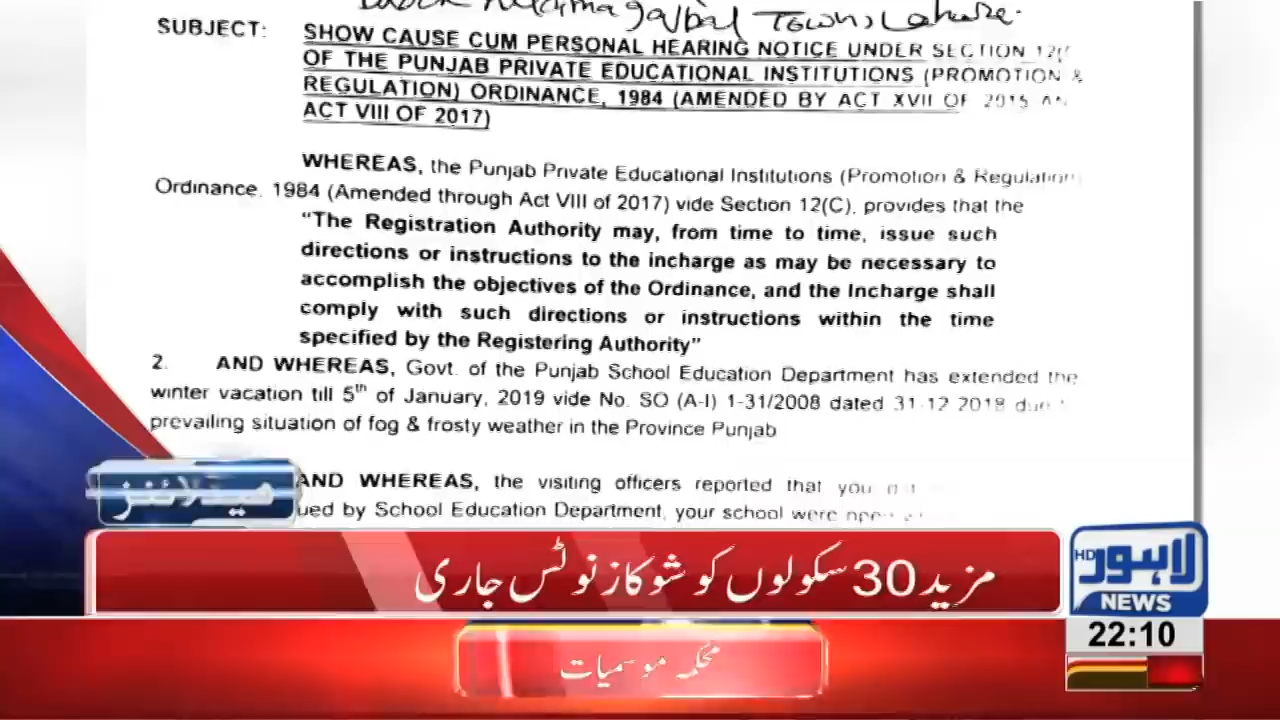 Town, Lahore.
SUBJECT: SHOW CAUSE CUM PERSONAL HEARING NOTICE UNDER SECTION
OF THE PUNJAB PRIVATE EDUCATIONAL INSTITUTIONS (PROMOTION &
REGULATION) ORDINANCE, 1984 (AMENDED BY ACT XVII OF 2015
ACT VIII OF 2017)
WHEREAS, the Punjab Private Educational Institutions (Promotion & Regulation
Ordinance. 1984 (Amended through Act VIII of 2017) vide Section 12(C), provides that the
"The Registration Authority may, from time to time, issue such
directions or instructions to the incharge as may be necessary to
accomplish the objectives of the Ordinance, and the Incharge shall
comply with such directions or instructions within the time
specified by the Registering Authority"
2. AND WHEREAS, Govt. of the Punjab School Education Department has extended the
winter vacation till 5th of January, 2019 vide No. SO (A-I) 1-31/2008 dated 31-12 2018
prevailing situation of fog & frosty weather in the Province Punjab
AND WHEREAS, the visiting officers reported that you
ued by School Education Department, your school were
ہیڈلائنز
مزید 30 سکولوں کو شوکاز نوٹس جاری
HD لاہور
NEWS
22:10
محکمہ موسمیات